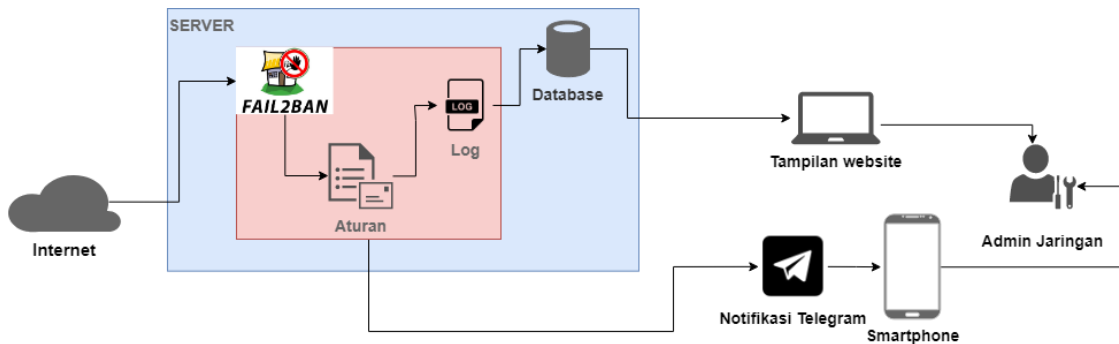 SERVER
FAIL2BAN
Database
LOG
Log
Tampilan website
Aturan
Internet
Admin Jaringan
Notifikasi Telegram
Smartphone